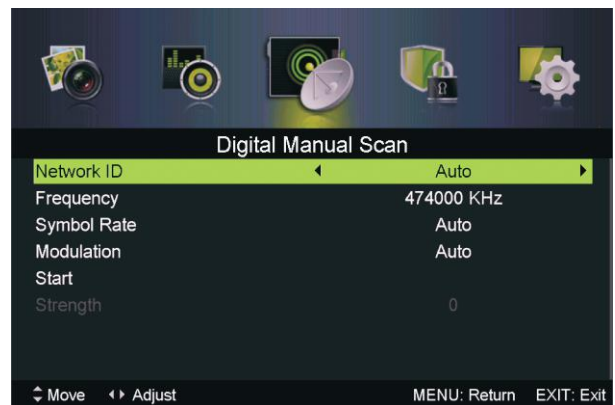 Digital Manual Scan
Network ID Auto
Frequency 474000 KHz
Symbol Rate Auto
Modulation Auto
Start
Strength 0
Move Adjust MENU: Return EXIT: Exit